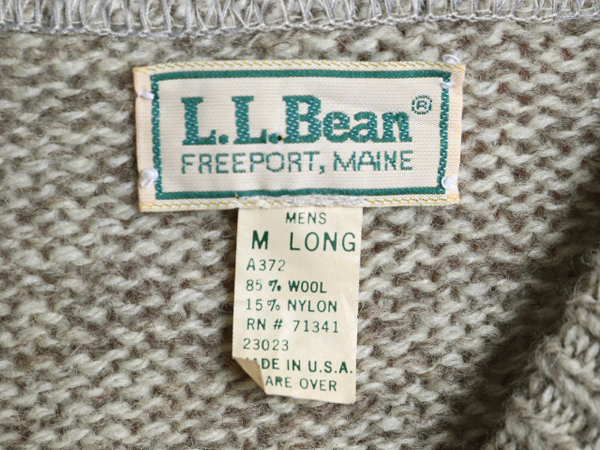 L.L.Bean®
FREEPORT, MAINE
MENS
M LONG
A372
85% WOOL
15% NYLON
RN # 71341
23023
ADE IN U.S.A.
ARE OVER